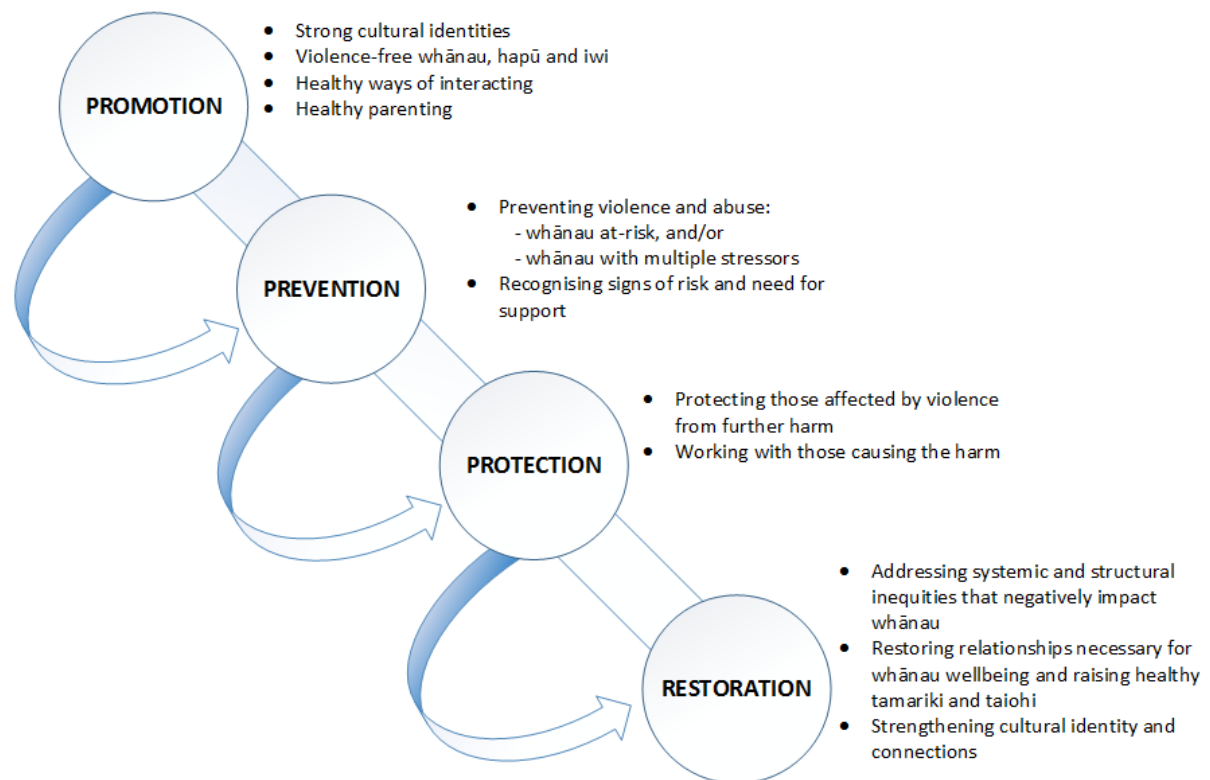 PROMOTION
• Strong cultural identities
• Violence-free whānau, hapū and iwi
• Healthy ways of interacting
• Healthy parenting
PREVENTION
• Preventing violence and abuse:
- whānau at-risk, and/or
- whānau with multiple stressors
• Recognising signs of risk and need for
support
PROTECTION
• Protecting those affected by violence
from further harm
• Working with those causing the harm
RESTORATION
• Addressing systemic and structural
inequities that negatively impact
whānau
• Restoring relationships necessary for
whānau wellbeing and raising healthy
tamariki and taiohi
• Strengthening cultural identity and
connections